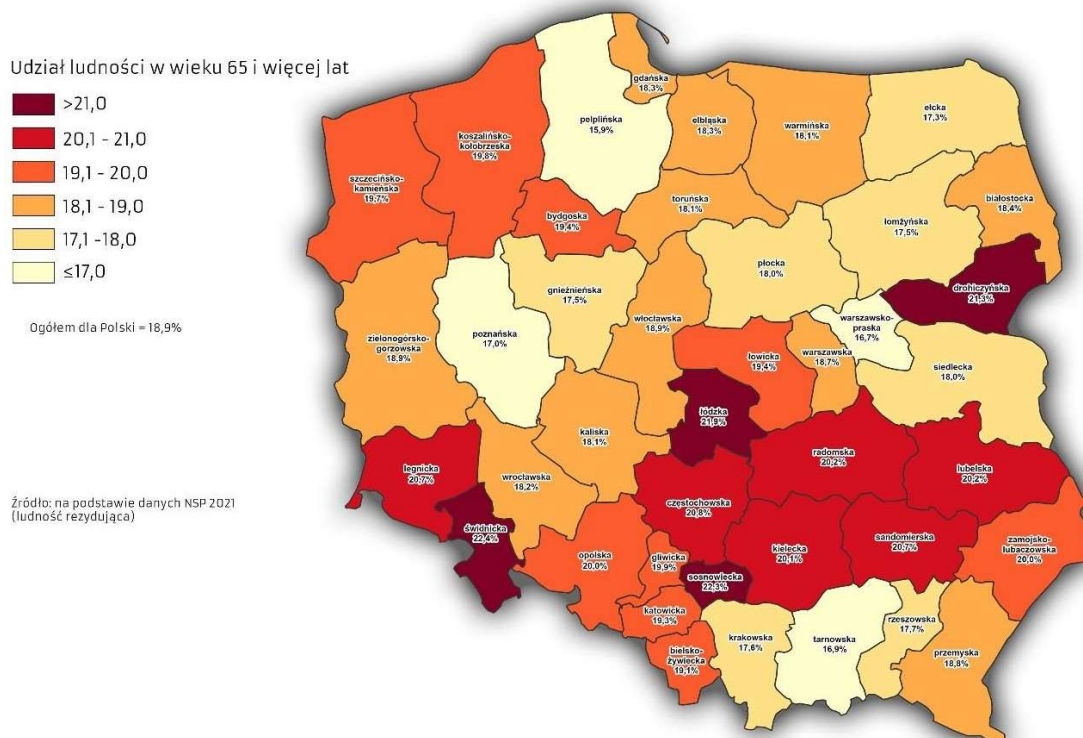 Udział ludności w wieku 65 i więcej lat
>21,0
20,1 - 21,0
19,1 - 20,0
18,1 - 19,0
17,1 -18,0
≤17,0
Ogółem dla Polski = 18,9%
Źródło: na podstawie danych NSP 2021
(ludność rezydująca)
gdańska
18,3%
pelplińska
15,9%
koszalińsko-
kołobrzeska
19,8%
szczecińsko-
kamieńska
19,7%
elbląska
18,3%
warmińska
18,1%
ełcka
17,3%
bydgoska
19,4%
toruńska
18,1%
łomżyńska
17,5%
białostocka
18,4%
płocka
18,0%
drohiczyńska
21,3%
gnieźnieńska
17,5%
włocławska
18,9%
warszawsko-
praska
16,7%
zielonogórsko-
gorzowska
18,9%
poznańska
17,0%
łowicka
19,4%
warszawska
18,7%
siedlecka
18,0%
łódzka
21,9%
kaliska
18,1%
radomska
20,2%
lubelska
20,2%
legnicka
20,7%
wrocławska
18,2%
częstochowska
20,8%
świdnicka
22,4%
kielecka
20,1%
sandomierska
20,7%
zamojsko-
lubaczowska
20,0%
opolska
20,0%
gliwicka
19,9%
sosnowiecka
22,3%
katowicka
19,3%
krakowska
17,6%
tarnowska
16,9%
rzeszowska
17,7%
przemyska
18,8%
bielsko-
żywiecka
19,1%